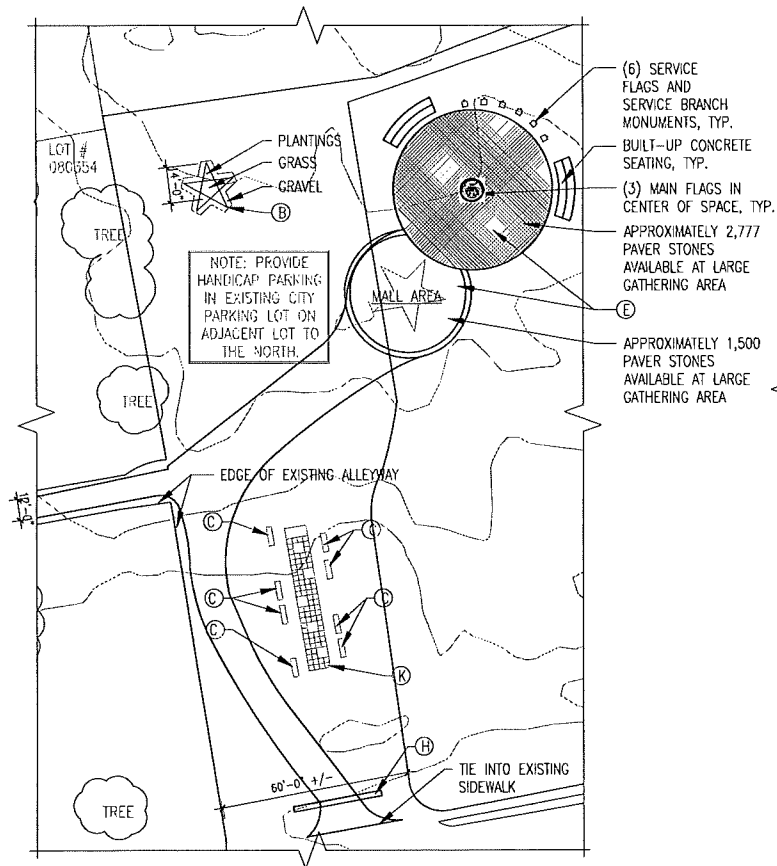 (6) SERVICE
FLAGS AND
SERVICE BRANCH
MONUMENTS, TYP.
BUILT-UP CONCRETE
SEATING, TYP.
(3) MAIN FLAGS IN
CENTER OF SPACE, TYP.
APPROXIMATELY 2,777
PAVER STONES
AVAILABLE AT LARGE
GATHERING AREA
E
APPROXIMATELY 1,500
PAVER STONES
AVAILABLE AT LARGE
GATHERING AREA
PLANTINGS
GRASS
GRAVEL
B
LOT #
TREE
NOTE: PROVIDE
HANDICAP PARKING
IN EXISTING CITY
PARKING LOT ON
ADJACENT LOT TO
THE NORTH.
MALL AREA
TREE
EDGE OF EXISTING ALLEYWAY
12'-0"
C
C
C
C
K
H
60'-0" +/-
TIE INTO EXISTING
SIDEWALK
TREE